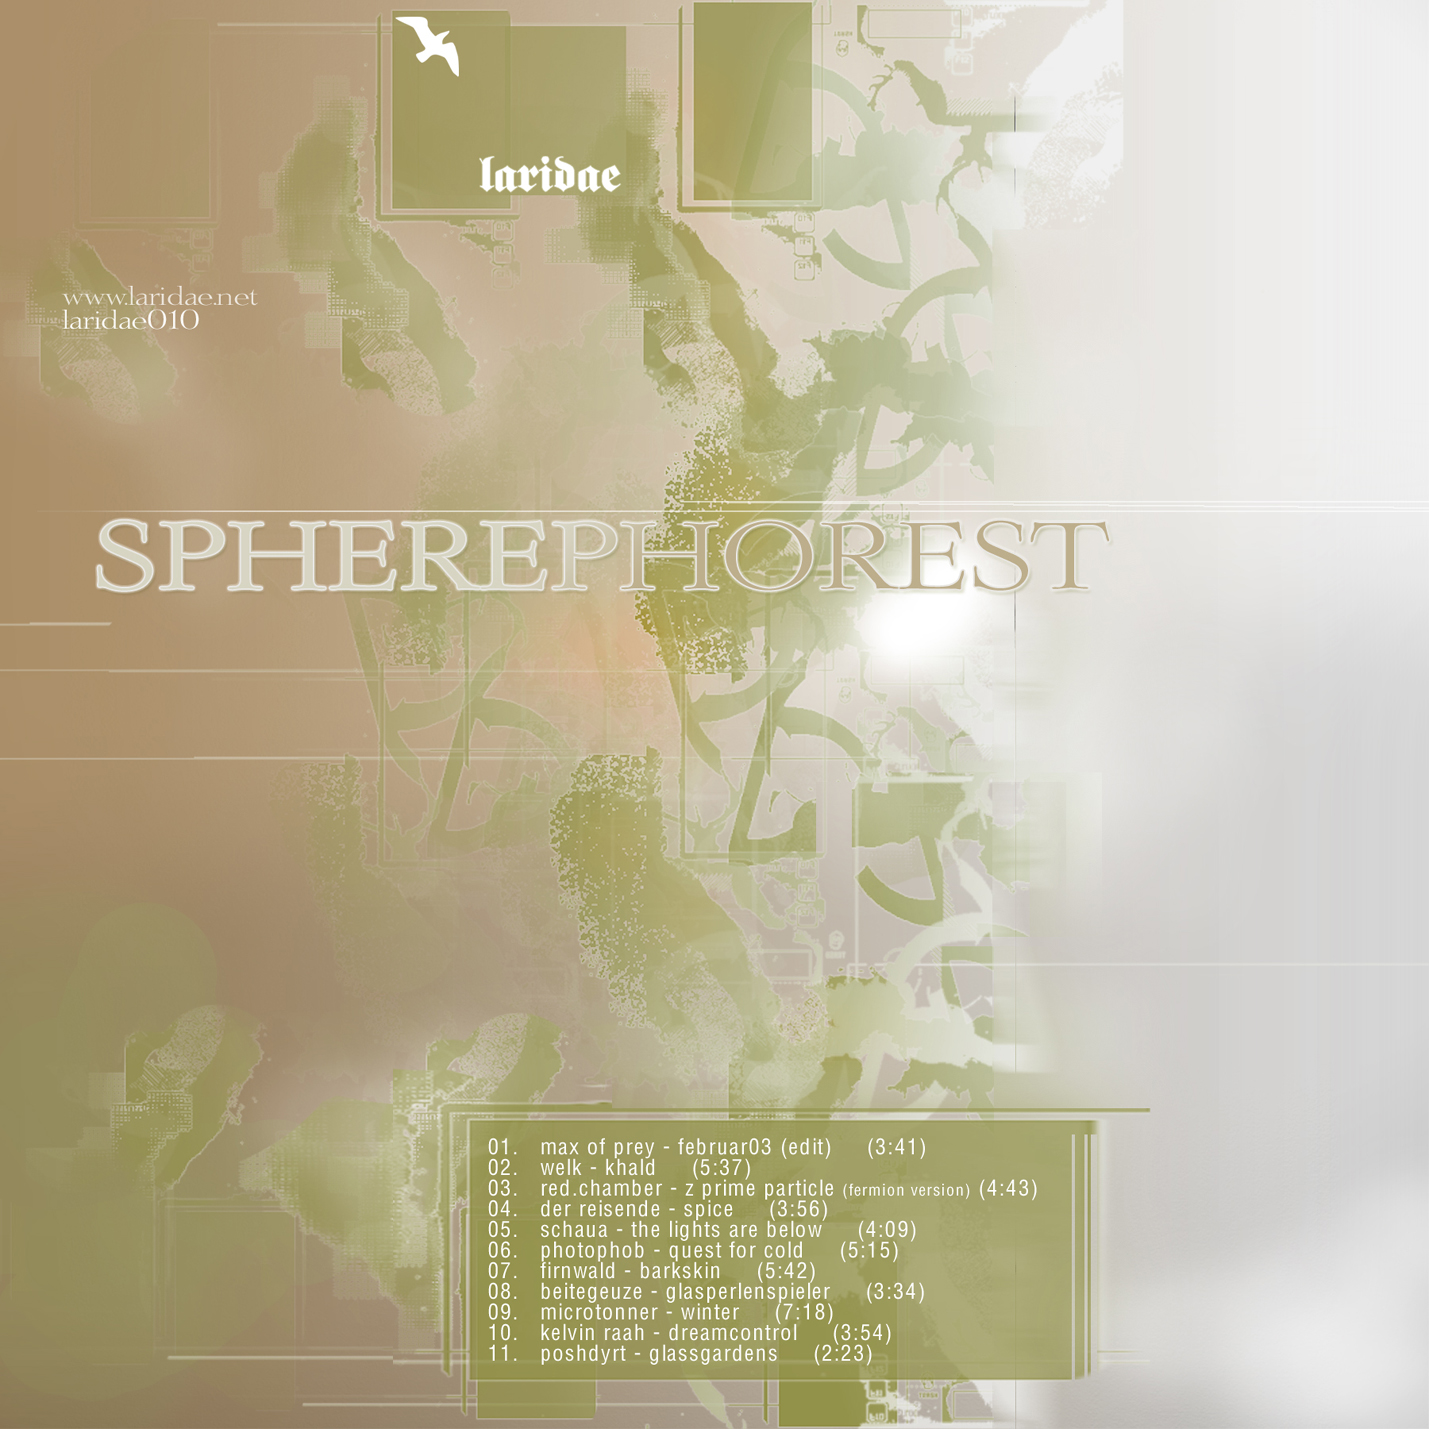 laridae
www.laridae.net
laridae010
SPHEREPHOREST
01. max of prey - februar03 (edit) (3:41)
02. welk - khald (5:37)
03. red.chamber - z prime particle (fermion version) (4:43)
04. der reisende - spice (3:56)
05. schaua - the lights are below (4:09)
06. photophob - quest for cold (5:15)
07. firnwald - barkskin (5:42)
08. beitegeuze - glasperlenspieler (3:34)
09. microtonner - winter (7:18)
10. kelvin raah - dreamcontrol (3:54)
11. poshdyrt - glassgardens (2:23)